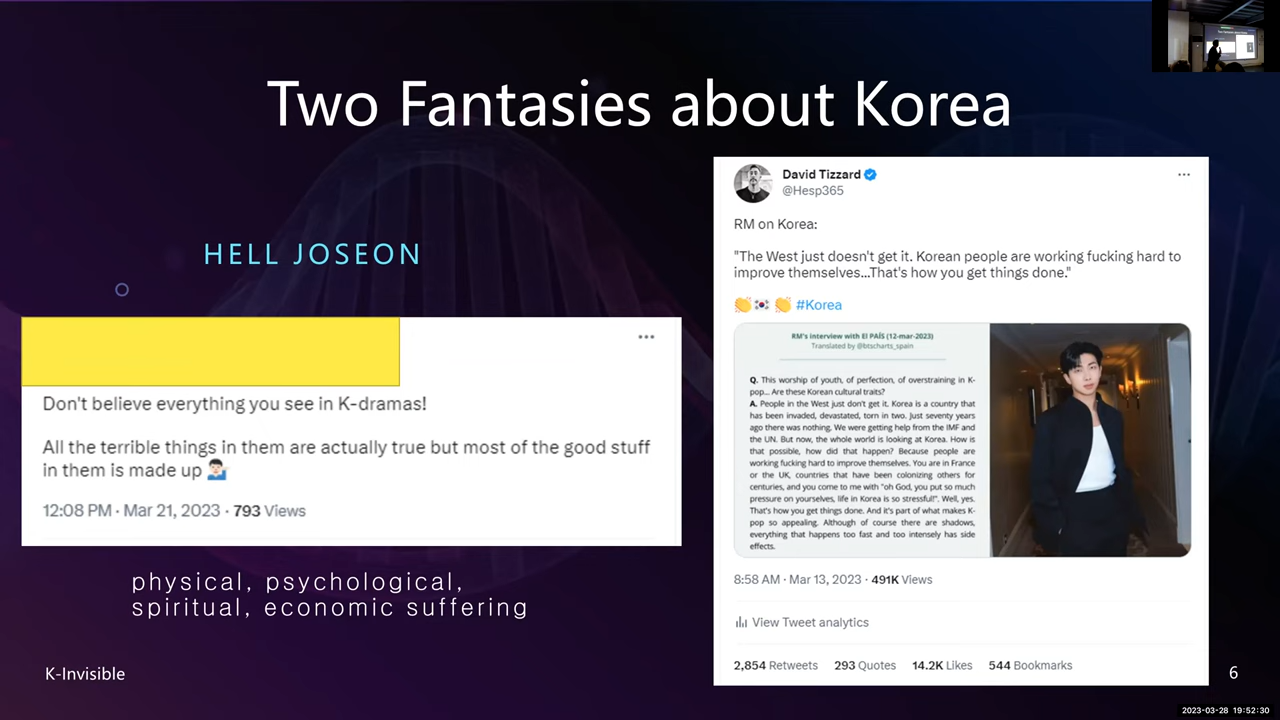 Two Fantasies about Korea
HELL JOSEON
Don't believe everything you see in K-dramas!
All the terrible things in them are actually true but most of the good stuff
in them is made up 🤷🏻‍♂️
12:08 PM · Mar 21, 2023 · 793 Views
physical, psychological,
spiritual, economic suffering
David Tizzard
@Hesp365
RM on Korea:
"The West just doesn't get it. Korean people are working fucking hard to
improve themselves...That's how you get things done."
👏🇰🇷 👏 #Korea
RM's interview with El PAÍS (12-mar-2023)
Translated by @btscharts_spain
Q. This worship of youth, of perfection, of overstraining in K-
pop... Are these Korean cultural traits?
A. People in the West just don't get it. Korea is a country that
has been invaded, devastated, torn in two. Just seventy years
ago there was nothing. We were getting help from the IMF and
the UN. But now, the whole world is looking at Korea. How is
that possible, how did that happen? Because people are
working fucking hard to improve themselves. You are in France
or the UK, countries that have been colonizing others for
centuries, and you come to me with "oh God, you put so much
pressure on yourselves, life in Korea is so stressful!". Well, yes.
That's how you get things done. And it's part of what makes K-
pop so appealing. Although of course there are shadows,
everything that happens too fast and too intensely has side
effects.
8:58 AM · Mar 13, 2023 · 491K Views
View Tweet analytics
2,854 Retweets 293 Quotes 14.2K Likes 544 Bookmarks
K-Invisible
6
2023-03-28 19:52:30